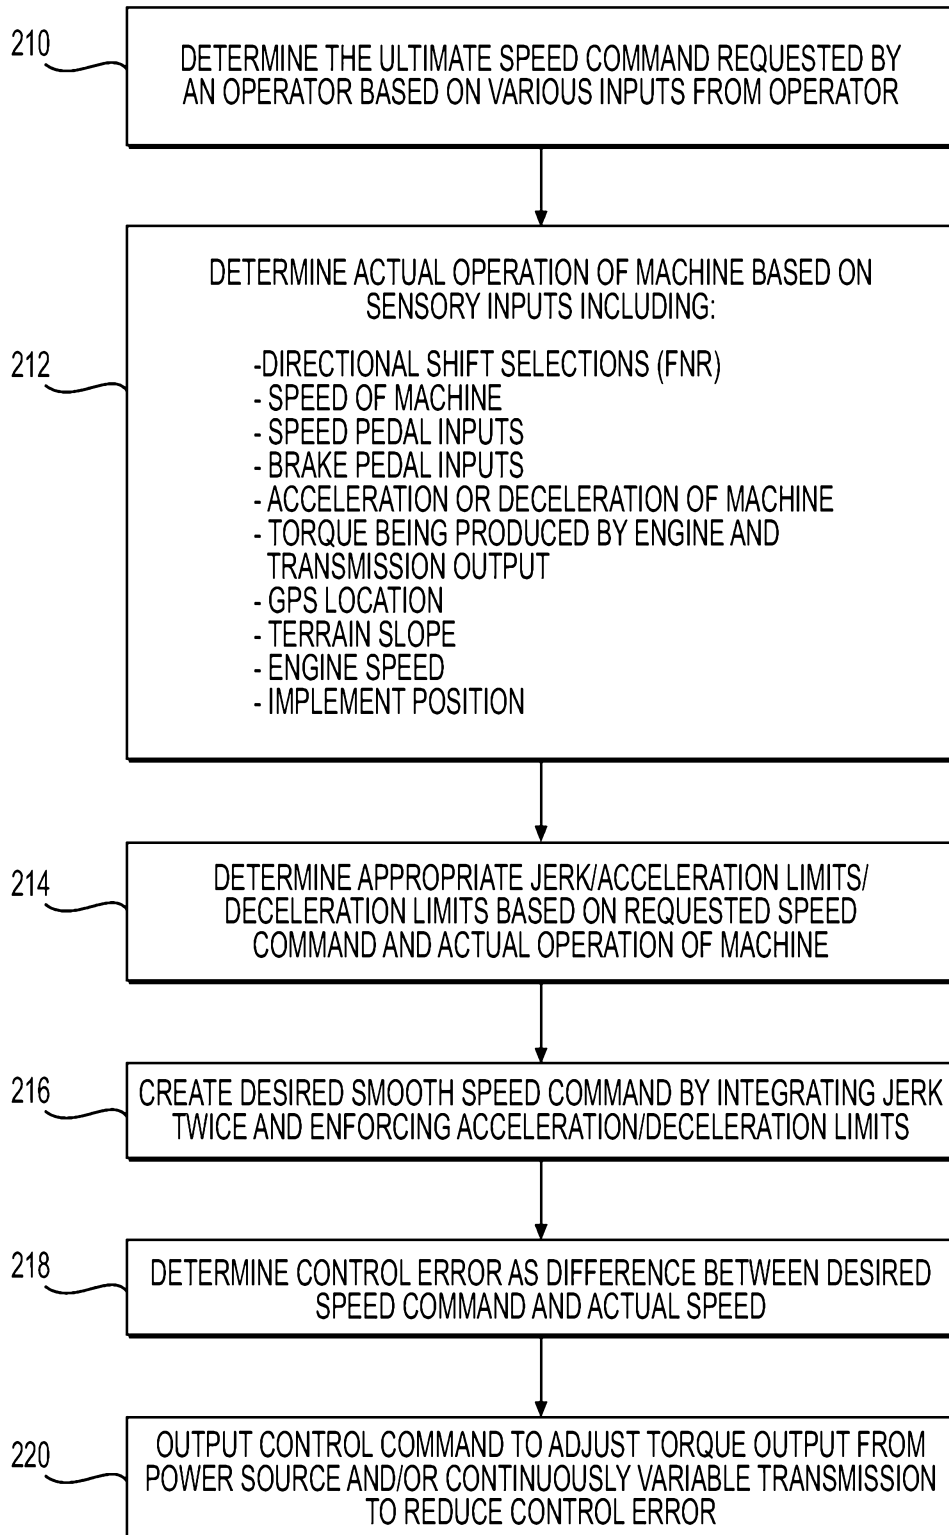 210
DETERMINE THE ULTIMATE SPEED COMMAND REQUESTED BY
AN OPERATOR BASED ON VARIOUS INPUTS FROM OPERATOR
212
DETERMINE ACTUAL OPERATION OF MACHINE BASED ON
SENSORY INPUTS INCLUDING:
-DIRECTIONAL SHIFT SELECTIONS (FNR)
- SPEED OF MACHINE
- SPEED PEDAL INPUTS
- BRAKE PEDAL INPUTS
- ACCELERATION OR DECELERATION OF MACHINE
- TORQUE BEING PRODUCED BY ENGINE AND
TRANSMISSION OUTPUT
- GPS LOCATION
- TERRAIN SLOPE
- ENGINE SPEED
- IMPLEMENT POSITION
214
DETERMINE APPROPRIATE JERK/ACCELERATION LIMITS/
DECELERATION LIMITS BASED ON REQUESTED SPEED
COMMAND AND ACTUAL OPERATION OF MACHINE
216
CREATE DESIRED SMOOTH SPEED COMMAND BY INTEGRATING JERK
TWICE AND ENFORCING ACCELERATION/DECELERATION LIMITS
218
DETERMINE CONTROL ERROR AS DIFFERENCE BETWEEN DESIRED
SPEED COMMAND AND ACTUAL SPEED
220
OUTPUT CONTROL COMMAND TO ADJUST TORQUE OUTPUT FROM
POWER SOURCE AND/OR CONTINUOUSLY VARIABLE TRANSMISSION
TO REDUCE CONTROL ERROR